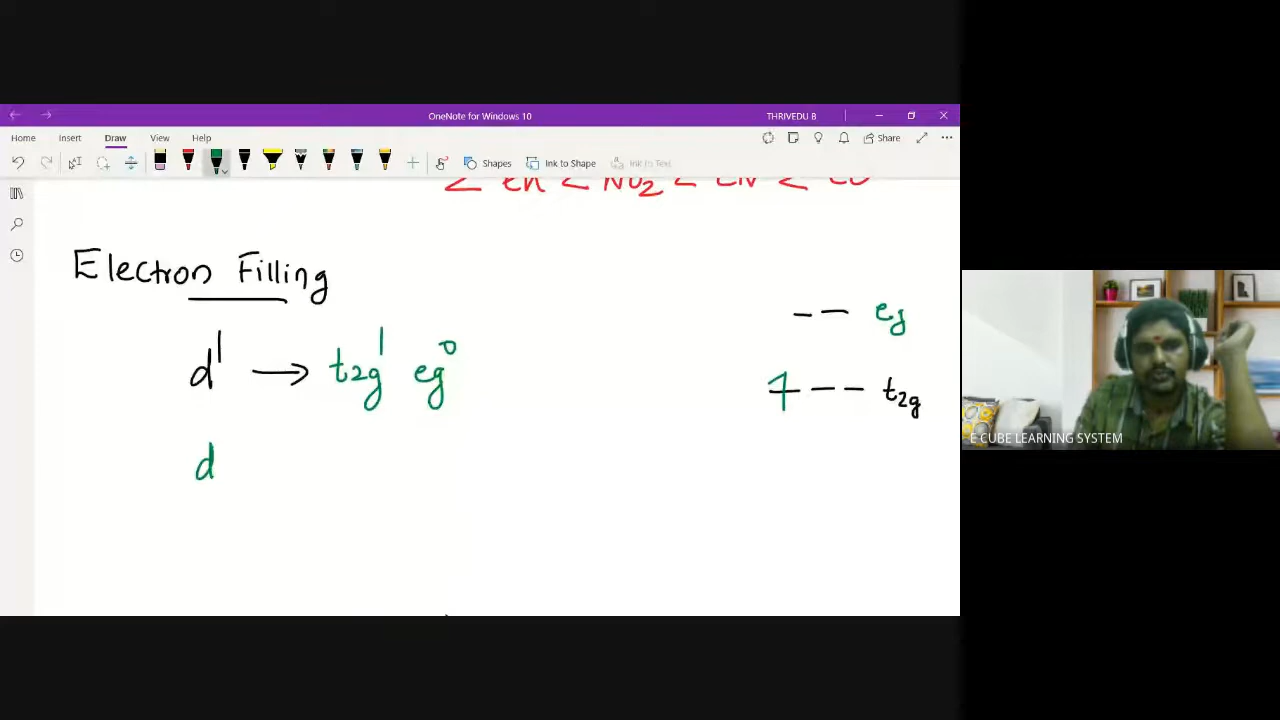 OneNote for Windows 10
THRIVEDU B
Home Insert Draw View Help
Share
Shapes Ink to Shape Ink to Text
< en < NO2 < CN < CO
Electron Filling
d1 → t2g1 eg0
eg
t2g
d
E CUBE LEARNING SYSTEM